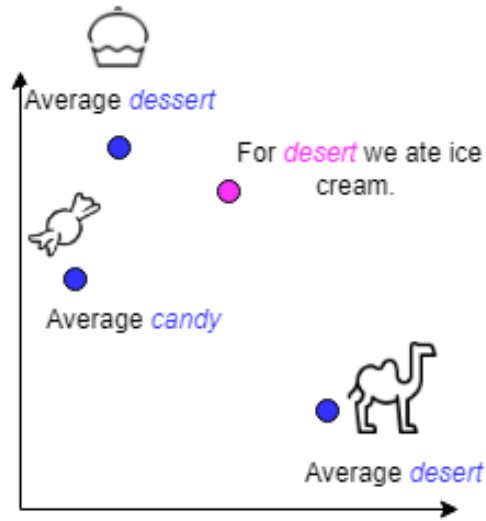 Average dessert
For desert we ate ice
cream.
Average candy
Average desert